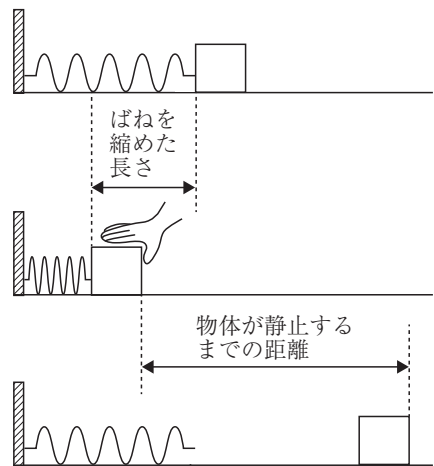 ばねを
縮めた
長さ
物体が静止する
までの距離